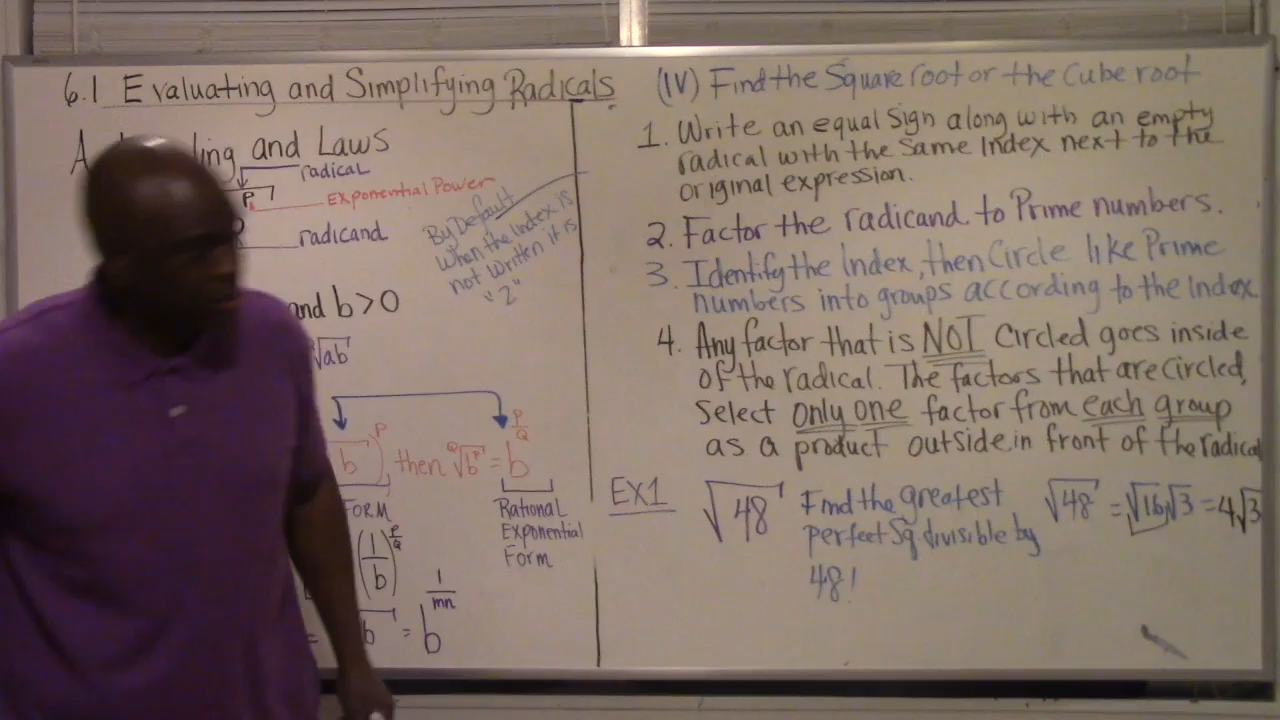 6.1 Evaluating and Simplifying Radicals
and Laws
radical
P
Exponential Power
radicand
By Default
when the Index is
not written it is
"2"
and b > 0
√ab
b)^P, then ^Q√b^P = b^(P/Q)
FORM
Rational
Exponential
Form
(1/b)^(P/Q)
= √b = b^(1/mn)
(IV) Find the Square root or the Cube root
1. Write an equal Sign along with an empty
radical with the Same Index next to the
original expression.
2. Factor the radicand to Prime numbers.
3. Identify the Index, then Circle like Prime
numbers into groups according to the Index
4. Any factor that is NOT Circled goes inside
of the radical. The factors that are circled,
Select only one factor from each group
as a product outside in front of the radical
EX1
√48
Find the greatest
perfect Sq. divisible by
48!
√48 = √16√3 = 4√3